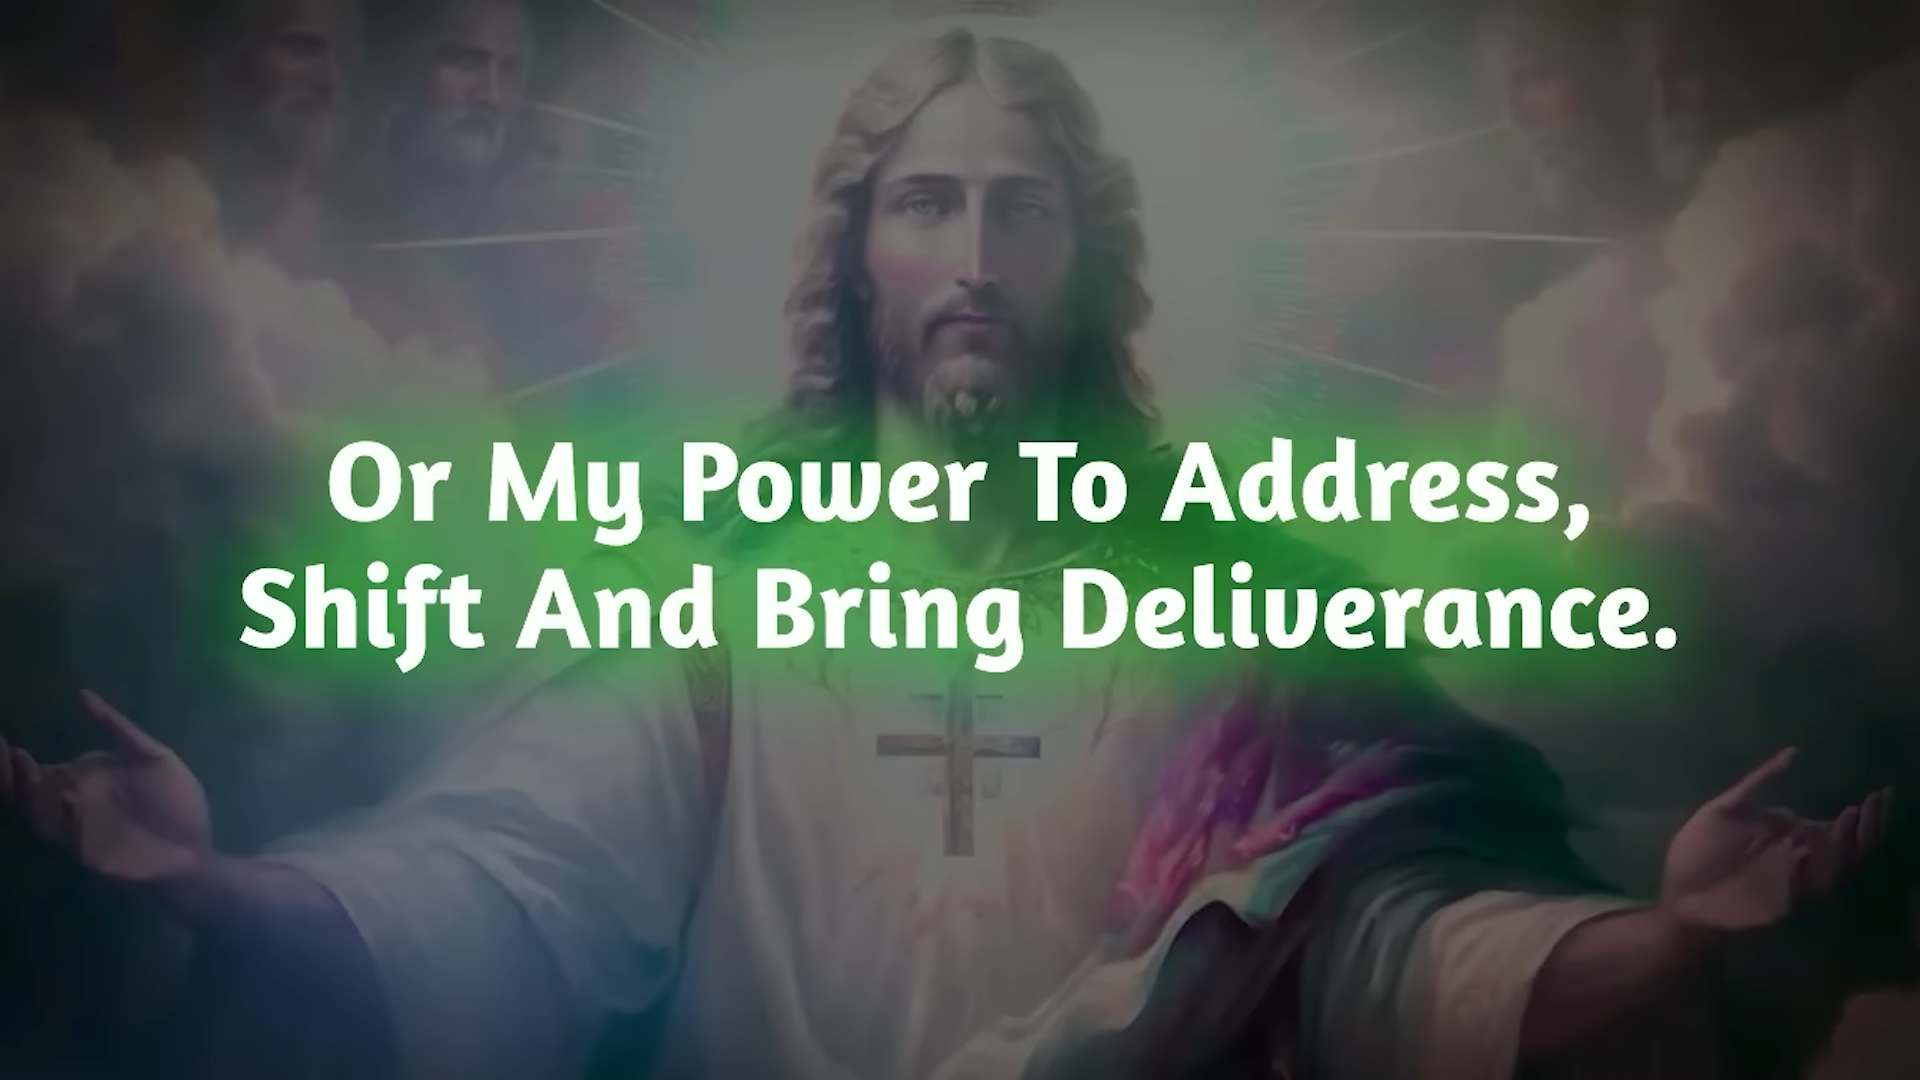 Or My Power To Address,
Shift And Bring Deliverance.